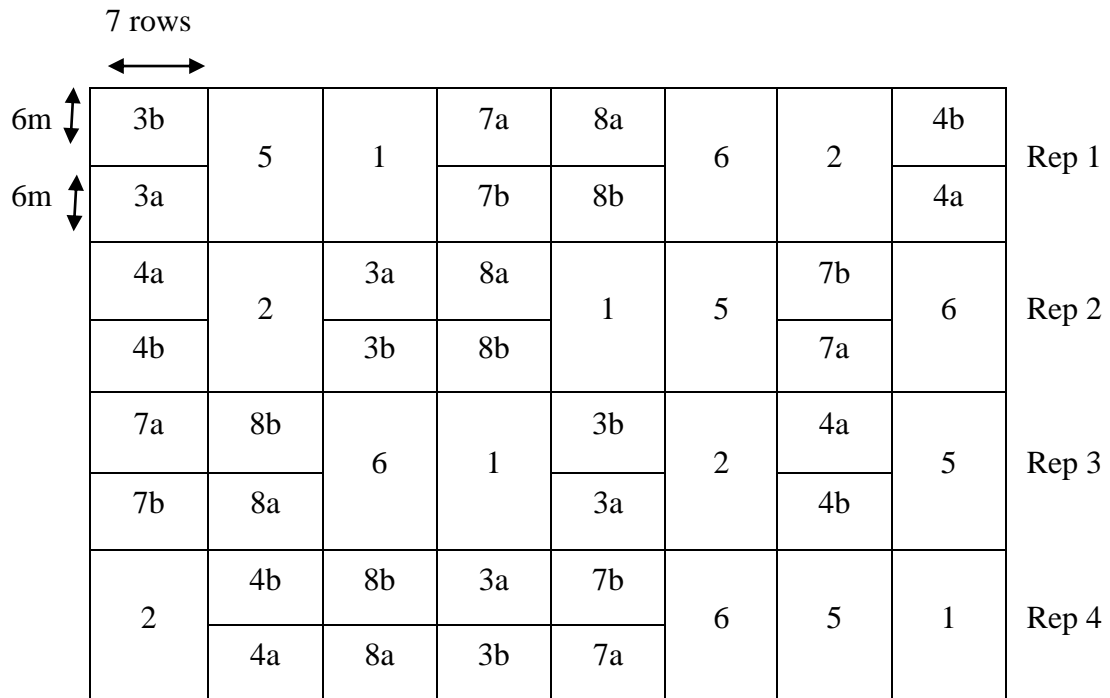 7 rows
6m 3b 7a 8a 4b
5 1 6 2 Rep 1
6m 3a 7b 8b 4a
4a 3a 8a 7b
2 1 5 6 Rep 2
4b 3b 8b 7a
7a 8b 3b 4a
6 1 2 5 Rep 3
7b 8a 3a 4b
4b 8b 3a 7b
2 6 5 1 Rep 4
4a 8a 3b 7a